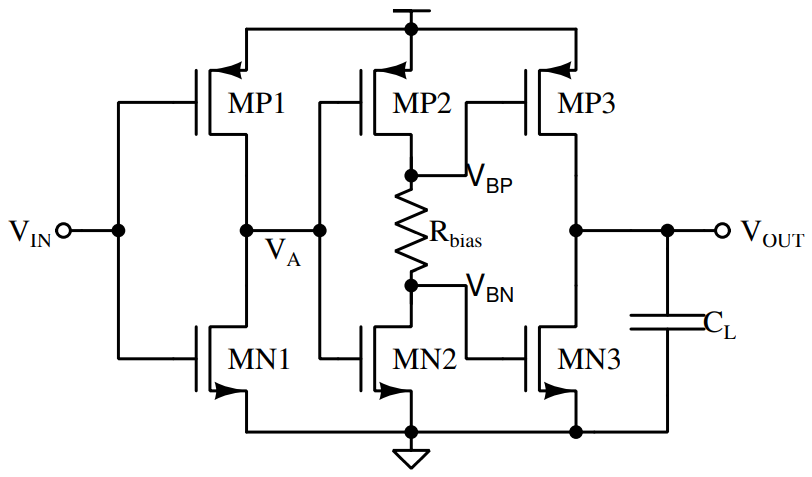 MP1
MP2
MP3
V_BP
V_IN
V_A
R_bias
V_OUT
V_BN
C_L
MN1
MN2
MN3